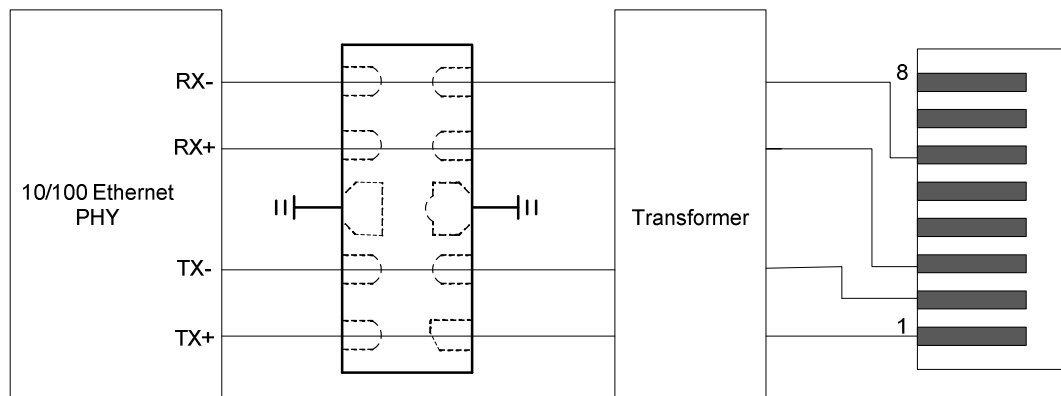 RX-
8
RX+
10/100 Ethernet
PHY
Transformer
TX-
TX+
1